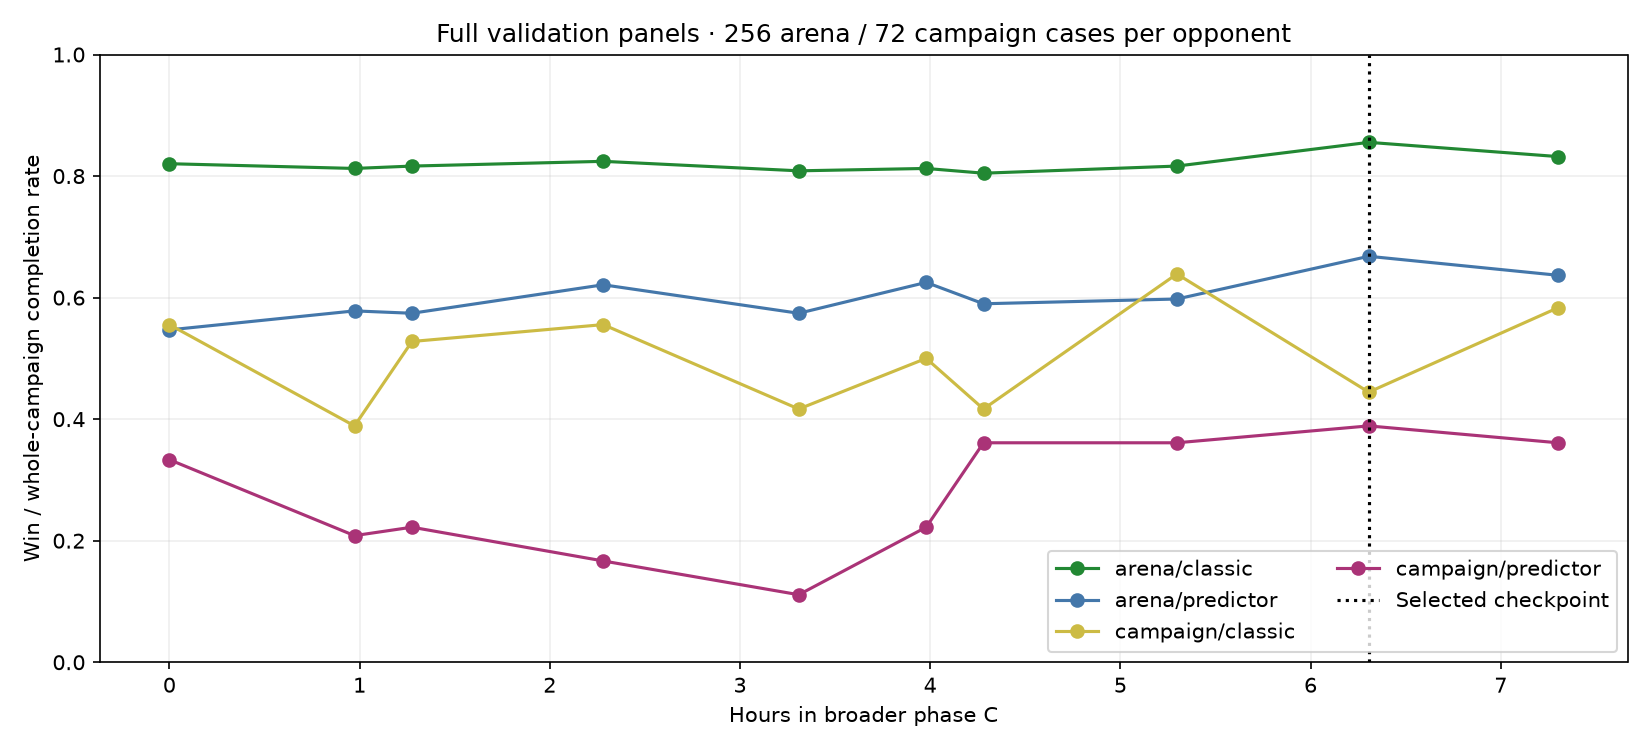 Full validation panels · 256 arena / 72 campaign cases per opponent
Win / whole-campaign completion rate
1.0
0.8
0.6
0.4
0.2
0.0
0 1 2 3 4 5 6 7
Hours in broader phase C
arena/classic
arena/predictor
campaign/classic
campaign/predictor
Selected checkpoint